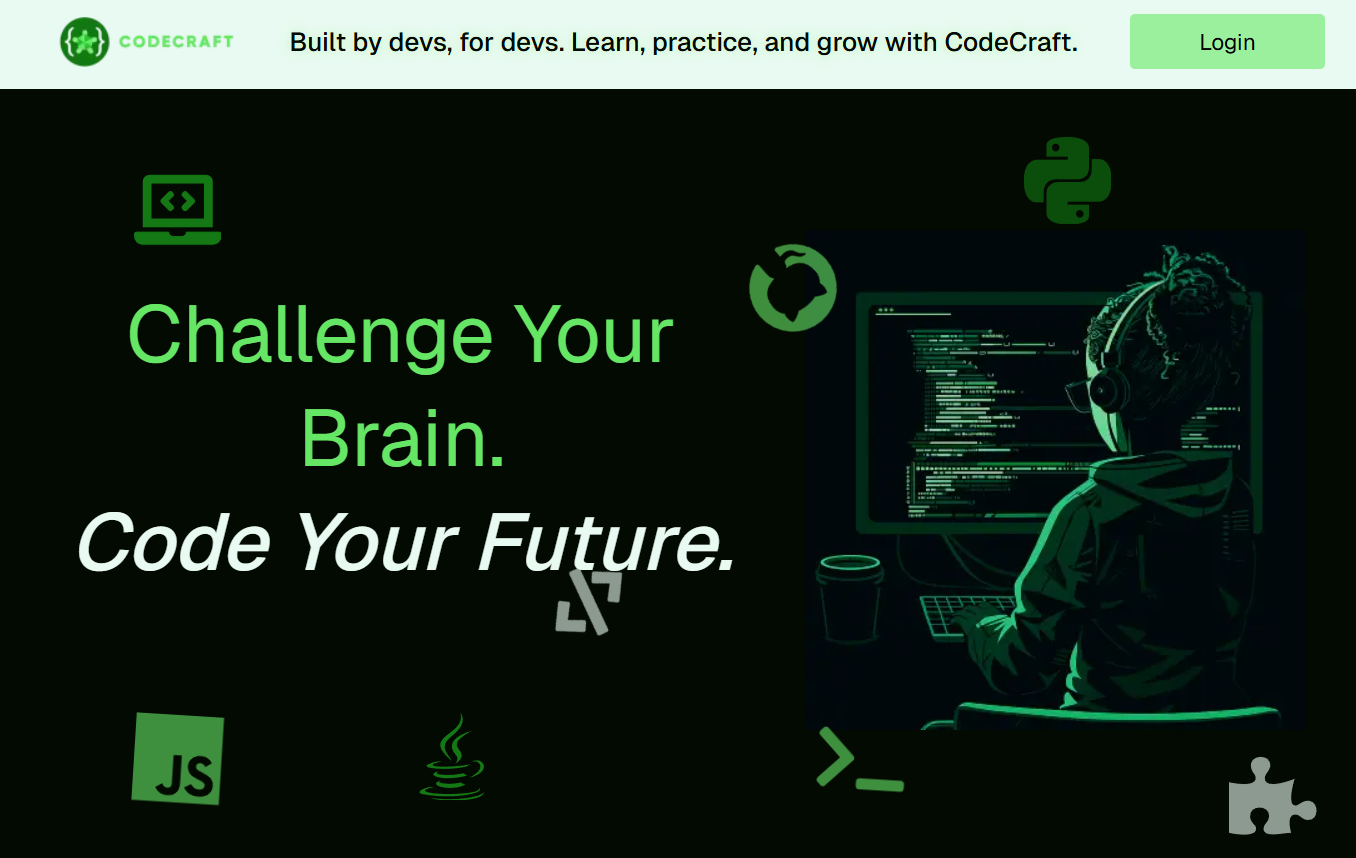 CODECRAFT
Built by devs, for devs. Learn, practice, and grow with CodeCraft.
Login
Challenge Your
Brain.
Code Your Future.
JS